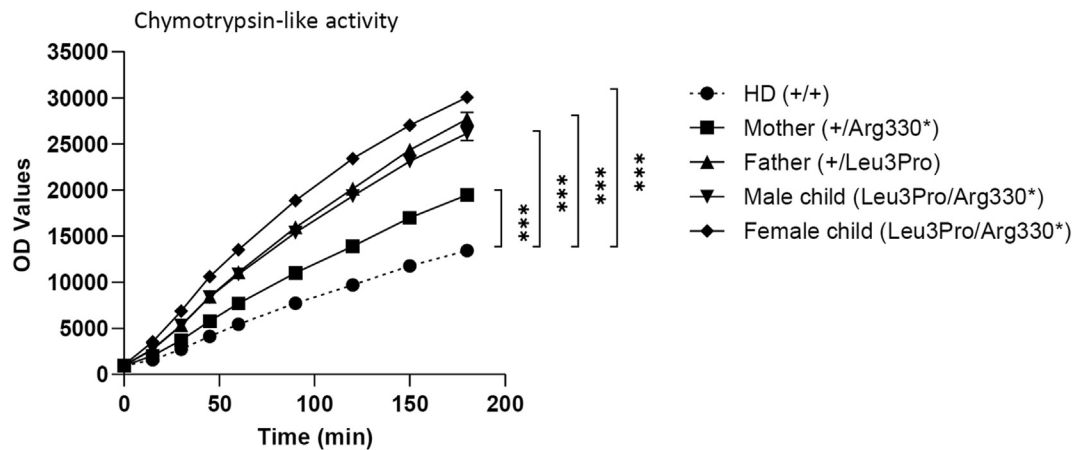 Chymotrypsin-like activity
35000
30000
25000
20000
15000
10000
5000
0
OD Values
0
50
100
150
200
Time (min)
***
***
***
***
HD (+/+)
Mother (+/Arg330*)
Father (+/Leu3Pro)
Male child (Leu3Pro/Arg330*)
Female child (Leu3Pro/Arg330*)